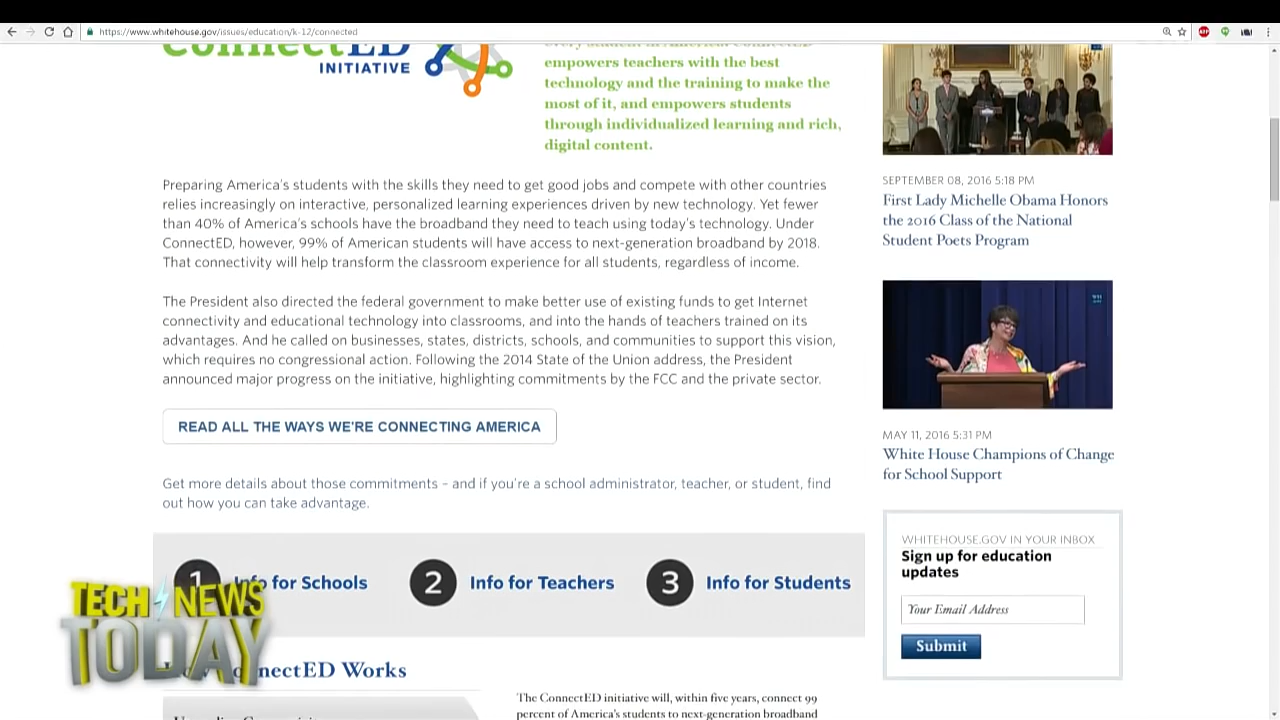 https://www.whitehouse.gov/issues/education/k-12/connected
ConnectED
INITIATIVE
every student in America. ConnectED
empowers teachers with the best
technology and the training to make the
most of it, and empowers students
through individualized learning and rich,
digital content.
Preparing America's students with the skills they need to get good jobs and compete with other countries
relies increasingly on interactive, personalized learning experiences driven by new technology. Yet fewer
than 40% of America's schools have the broadband they need to teach using today's technology. Under
ConnectED, however, 99% of American students will have access to next-generation broadband by 2018.
That connectivity will help transform the classroom experience for all students, regardless of income.
The President also directed the federal government to make better use of existing funds to get Internet
connectivity and educational technology into classrooms, and into the hands of teachers trained on its
advantages. And he called on businesses, states, districts, schools, and communities to support this vision,
which requires no congressional action. Following the 2014 State of the Union address, the President
announced major progress on the initiative, highlighting commitments by the FCC and the private sector.
READ ALL THE WAYS WE'RE CONNECTING AMERICA
Get more details about those commitments – and if you're a school administrator, teacher, or student, find
out how you can take advantage.
1 Info for Schools
2 Info for Teachers
3 Info for Students
nectED Works
The ConnectED initiative will, within five years, connect 99
percent of America's students to next-generation broadband
SEPTEMBER 08, 2016 5:18 PM
First Lady Michelle Obama Honors
the 2016 Class of the National
Student Poets Program
MAY 11, 2016 5:31 PM
White House Champions of Change
for School Support
WHITEHOUSE.GOV IN YOUR INBOX
Sign up for education
updates
Your Email Address
Submit
TECH NEWS
TODAY